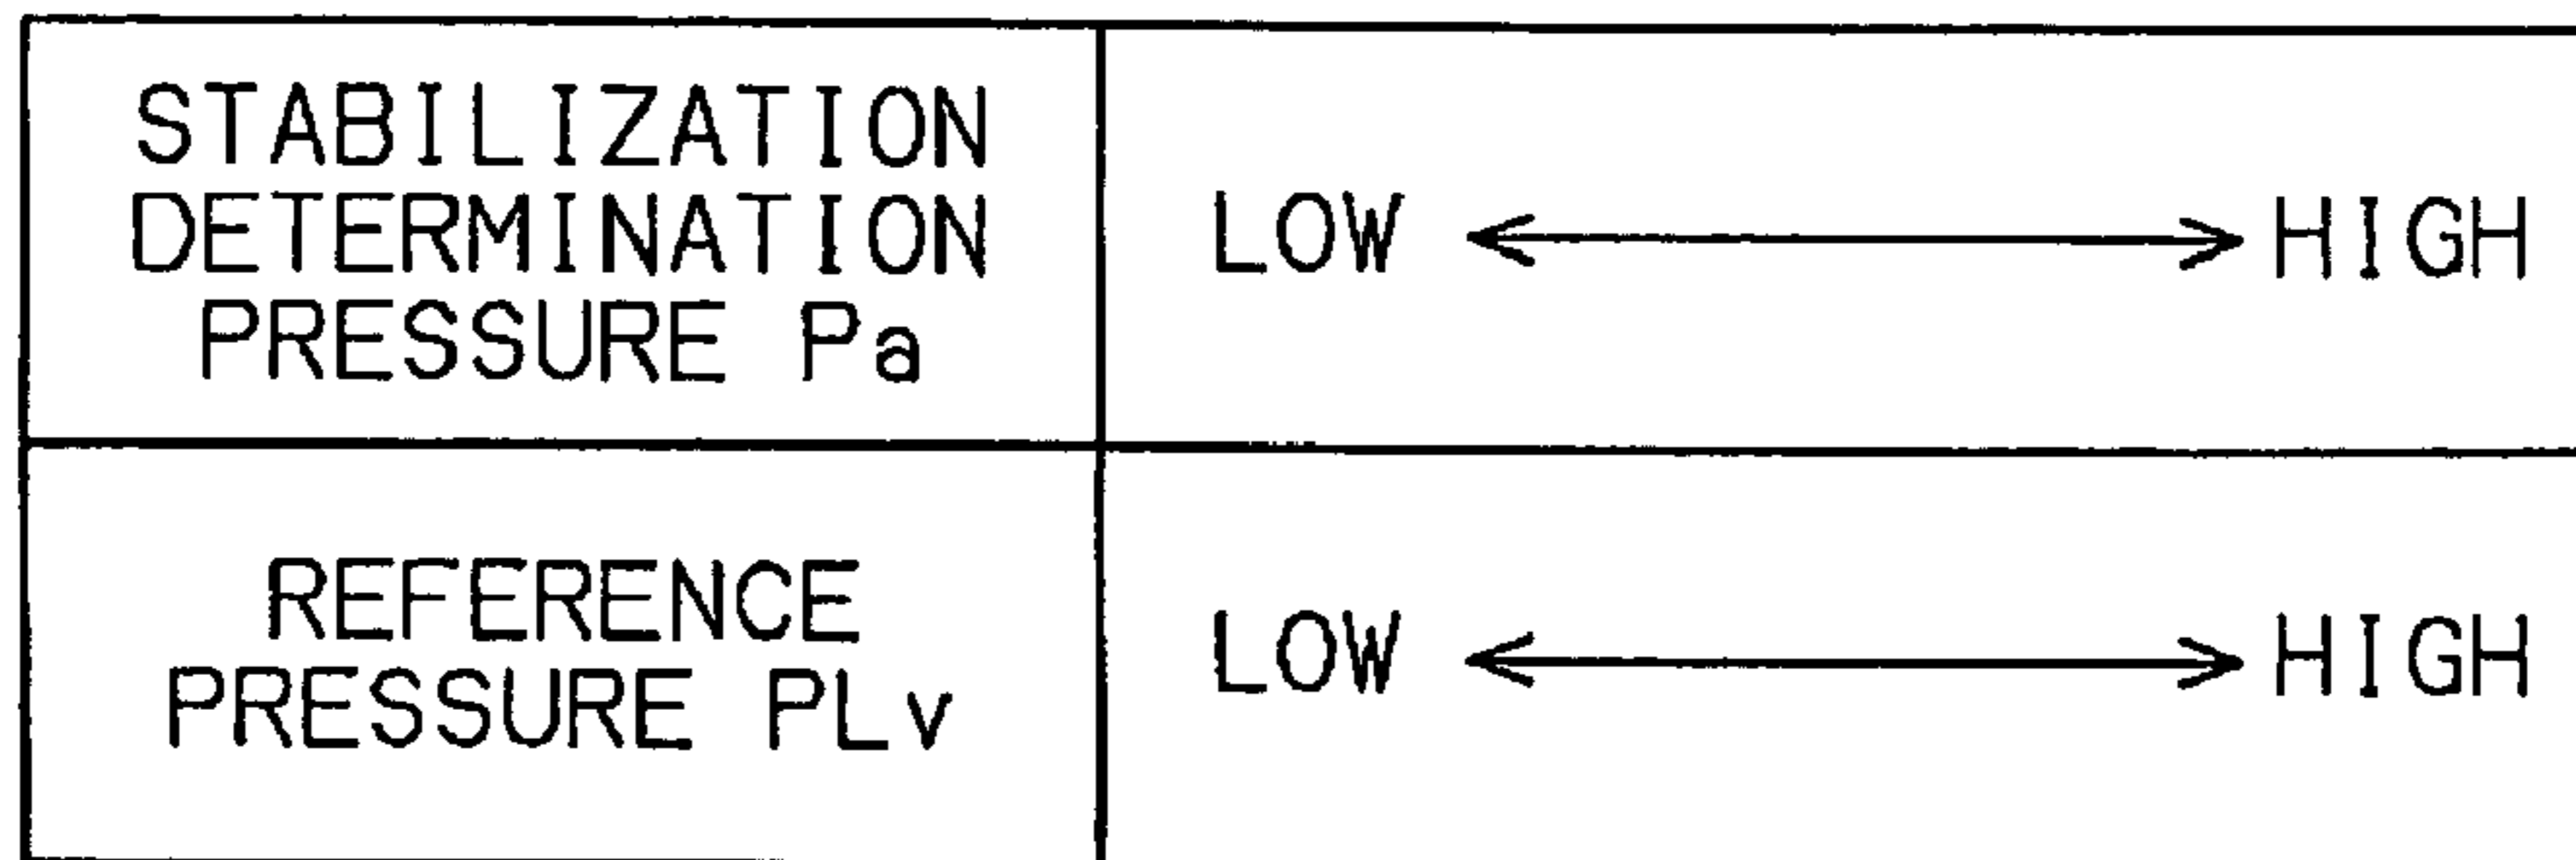 STABILIZATION
DETERMINATION
PRESSURE Pa
LOW HIGH
REFERENCE
PRESSURE PLv
LOW HIGH